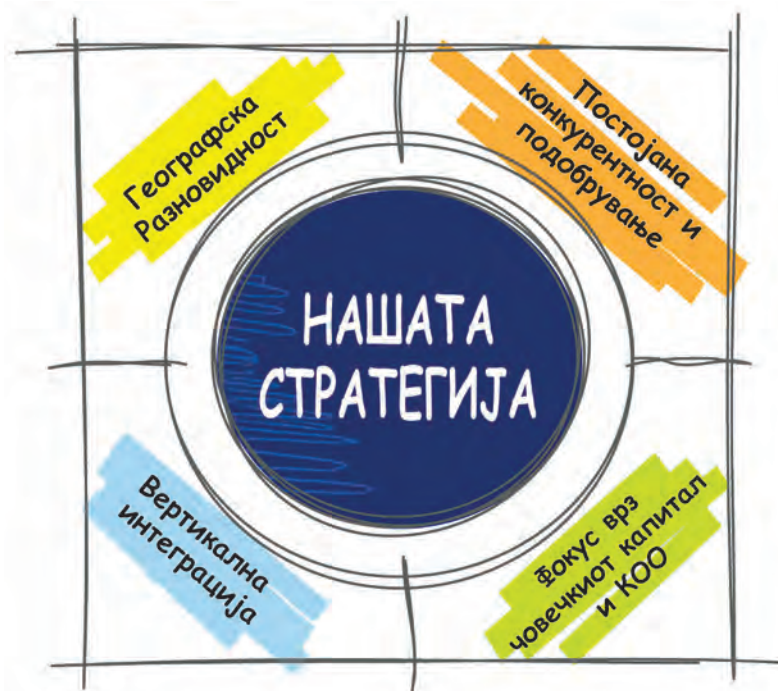 Географска
Разновидност
Постојана
конкурентност и
подобрување
НАШАТА
СТРАТЕГИЈА
Вертикална
интеграција
Фокус врз
човечкиот капитал
и КОО